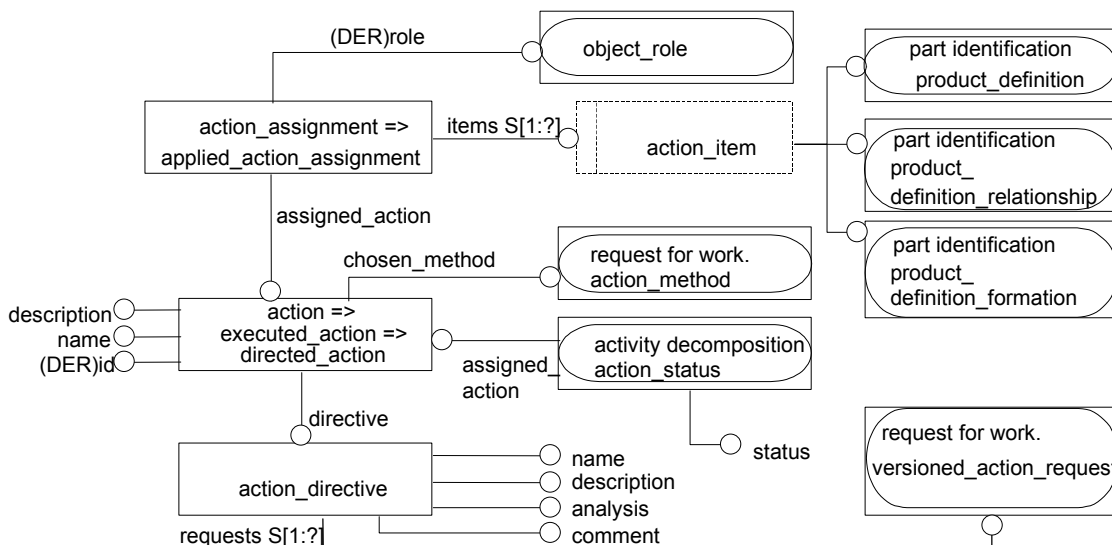 (DER)role
object_role
part identification
product_definition
action_assignment =>
applied_action_assignment
items S[1:?]
action_item
part identification
product_
definition_relationship
assigned_action
part identification
product_
definition_formation
chosen_method
request for work.
action_method
description
name
(DER)id
action =>
executed_action =>
directed_action
assigned_
action
activity decomposition
action_status
directive
status
request for work.
versioned_action_request
action_directive
name
description
analysis
comment
requests S[1:?]